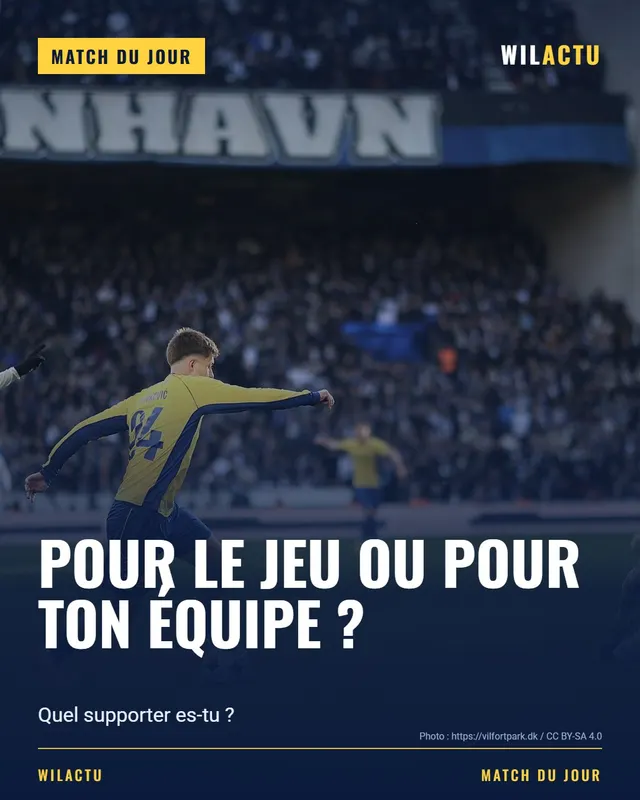 MATCH DU JOUR
WILACTU
NHAVN
24
POUR LE JEU OU POUR
TON ÉQUIPE ?
Quel supporter es-tu ?
Photo : https://vilfortpark.dk / CC BY-SA 4.0
WILACTU
MATCH DU JOUR